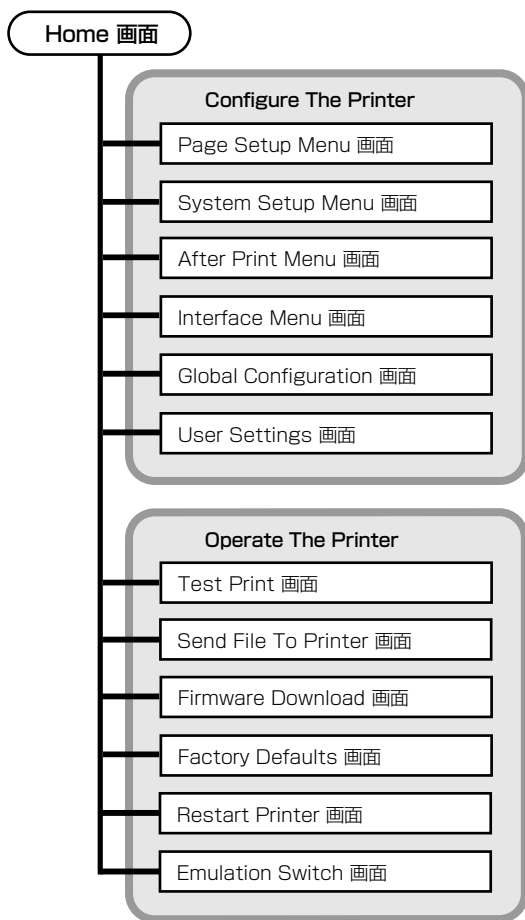 Home 画面
Configure The Printer
Page Setup Menu 画面
System Setup Menu 画面
After Print Menu 画面
Interface Menu 画面
Global Configuration 画面
User Settings 画面
Operate The Printer
Test Print 画面
Send File To Printer 画面
Firmware Download 画面
Factory Defaults 画面
Restart Printer 画面
Emulation Switch 画面